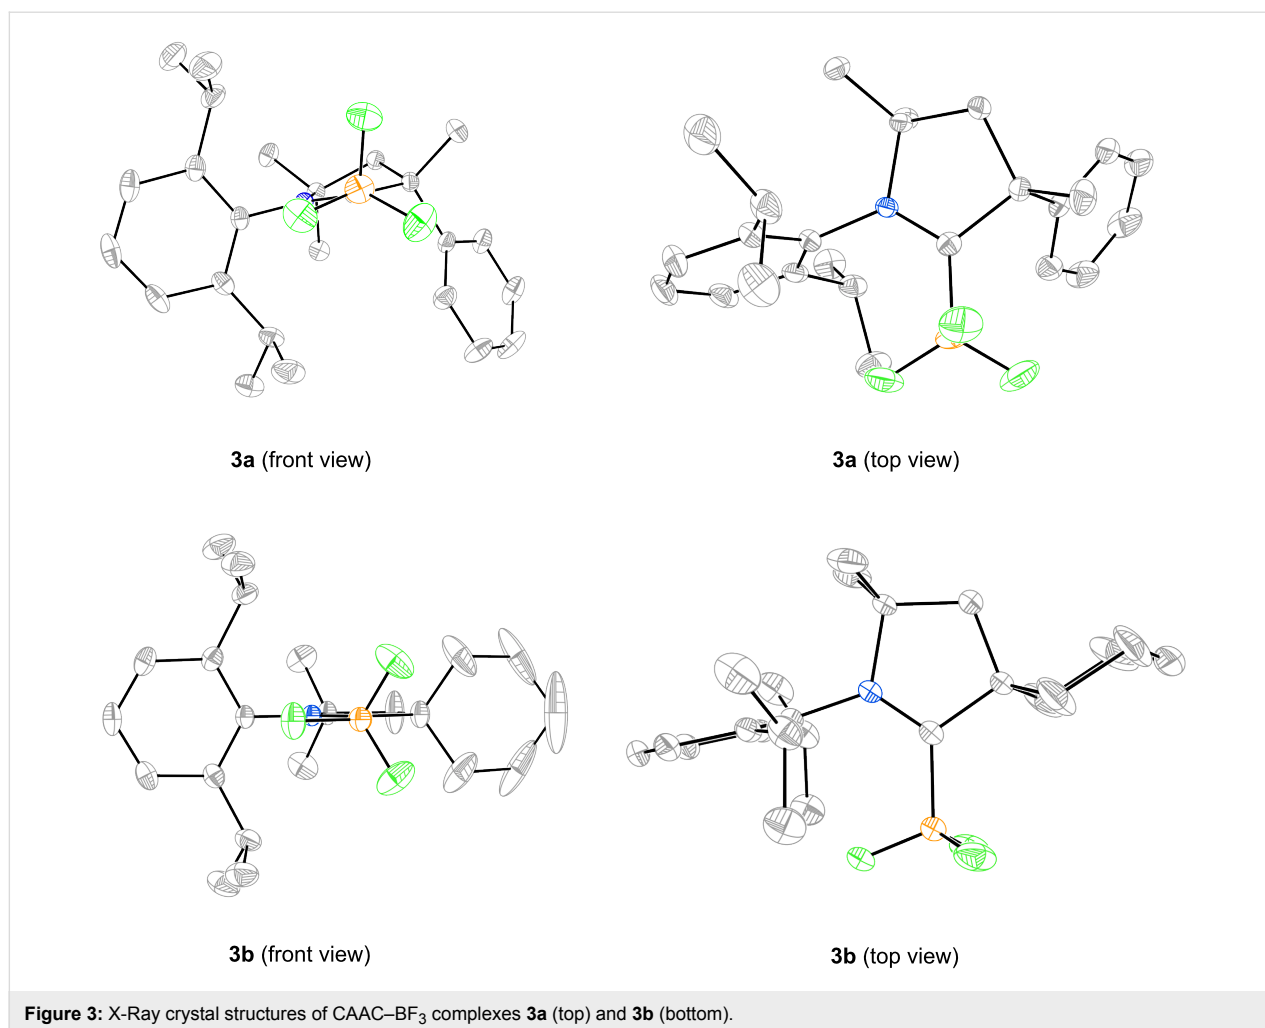 3a (front view)
3a (top view)
3b (front view)
3b (top view)
Figure 3: X-Ray crystal structures of CAAC–BF3 complexes 3a (top) and 3b (bottom).